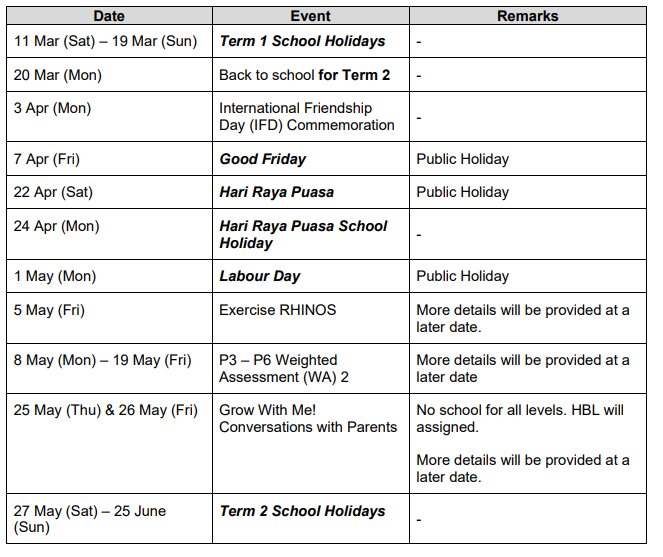 Date Event Remarks
11 Mar (Sat) – 19 Mar (Sun) Term 1 School Holidays -
20 Mar (Mon) Back to school for Term 2 -
3 Apr (Mon) International Friendship
Day (IFD) Commemoration -
7 Apr (Fri) Good Friday Public Holiday
22 Apr (Sat) Hari Raya Puasa Public Holiday
24 Apr (Mon) Hari Raya Puasa School
Holiday -
1 May (Mon) Labour Day Public Holiday
5 May (Fri) Exercise RHINOS More details will be provided at a
later date.
8 May (Mon) – 19 May (Fri) P3 – P6 Weighted More details will be provided at a
Assessment (WA) 2 later date
25 May (Thu) & 26 May (Fri) Grow With Me! No school for all levels. HBL will
Conversations with Parents assigned.
More details will be provided at a
later date.
27 May (Sat) – 25 June Term 2 School Holidays -
(Sun)